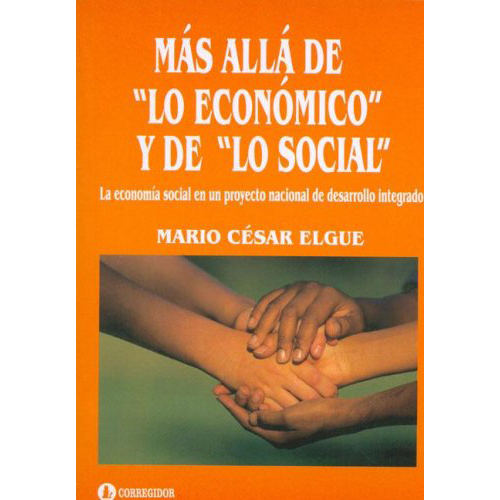 MÁS ALLÁ DE
"LO ECONÓMICO"
Y DE "LO SOCIAL"
La economía social en un proyecto nacional de desarrollo integrado
MARIO CÉSAR ELGUE
CORREGIDOR